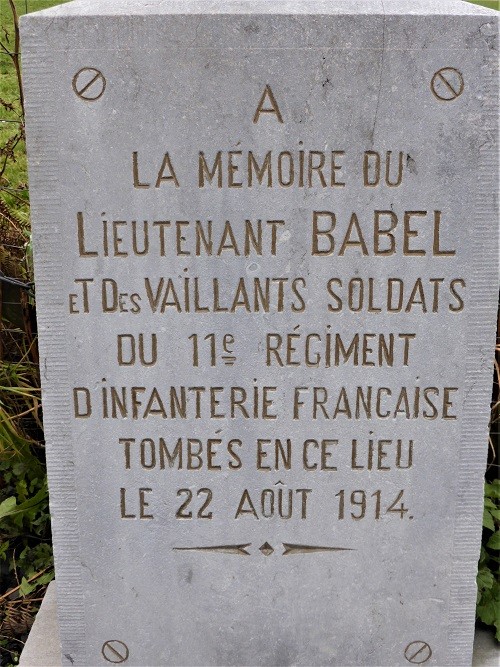 A
LA MÉMOIRE DU
LIEUTENANT BABEL
ET DES VAILLANTS SOLDATS
DU 11e RÉGIMENT
D'INFANTERIE FRANCAISE
TOMBÉS EN CE LIEU
LE 22 AOÛT 1914.